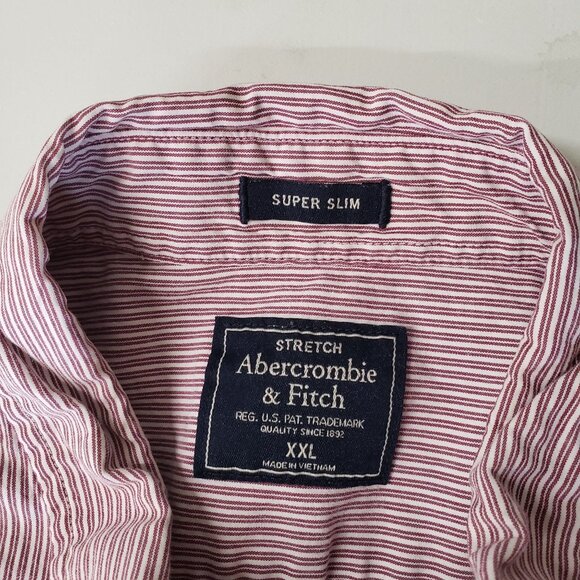 SUPER SLIM
STRETCH
Abercrombie
& Fitch
REG. U.S. PAT. TRADEMARK
QUALITY SINCE 1892
XXL
MADE IN VIETNAM